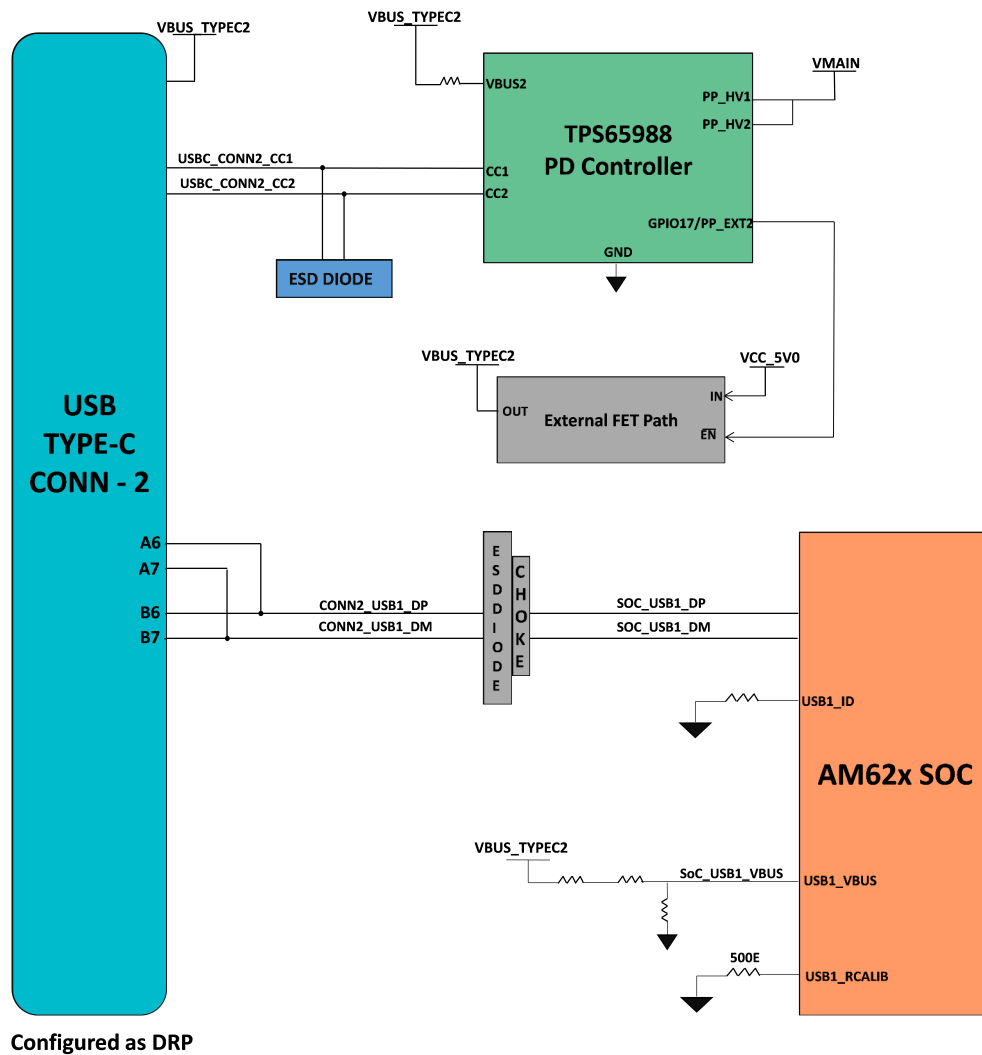 VBUS_TYPEC2
VBUS_TYPEC2
VBUS2
PP_HV1
PP_HV2
VMAIN
TPS65988
PD Controller
USBC_CONN2_CC1
USBC_CONN2_CC2
CC1
CC2
GPIO17/PP_EXT2
GND
ESD DIODE
VBUS_TYPEC2
VCC_5V0
OUT
External FET Path
IN
EN
USB
TYPE-C
CONN - 2
A6
A7
B6
B7
CONN2_USB1_DP
CONN2_USB1_DM
ESDDIODE
CHOKE
SOC_USB1_DP
SOC_USB1_DM
USB1_ID
AM62x SOC
VBUS_TYPEC2
SoC_USB1_VBUS
USB1_VBUS
500E
USB1_RCALIB
Configured as DRP